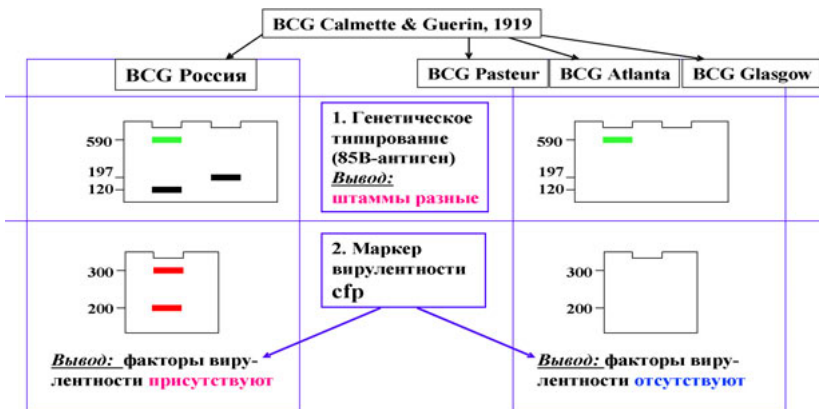 BCG Calmette & Guerin, 1919
BCG Россия
BCG Pasteur
BCG Atlanta
BCG Glasgow
590
197
120
1. Генетическое
типирование
(85В-антиген)
Вывод:
штаммы разные
590
197
120
300
200
2. Маркер
вирулентности
cfp
300
200
Вывод: факторы виру-
лентности присутствуют
Вывод: факторы виру-
лентности отсутствуют